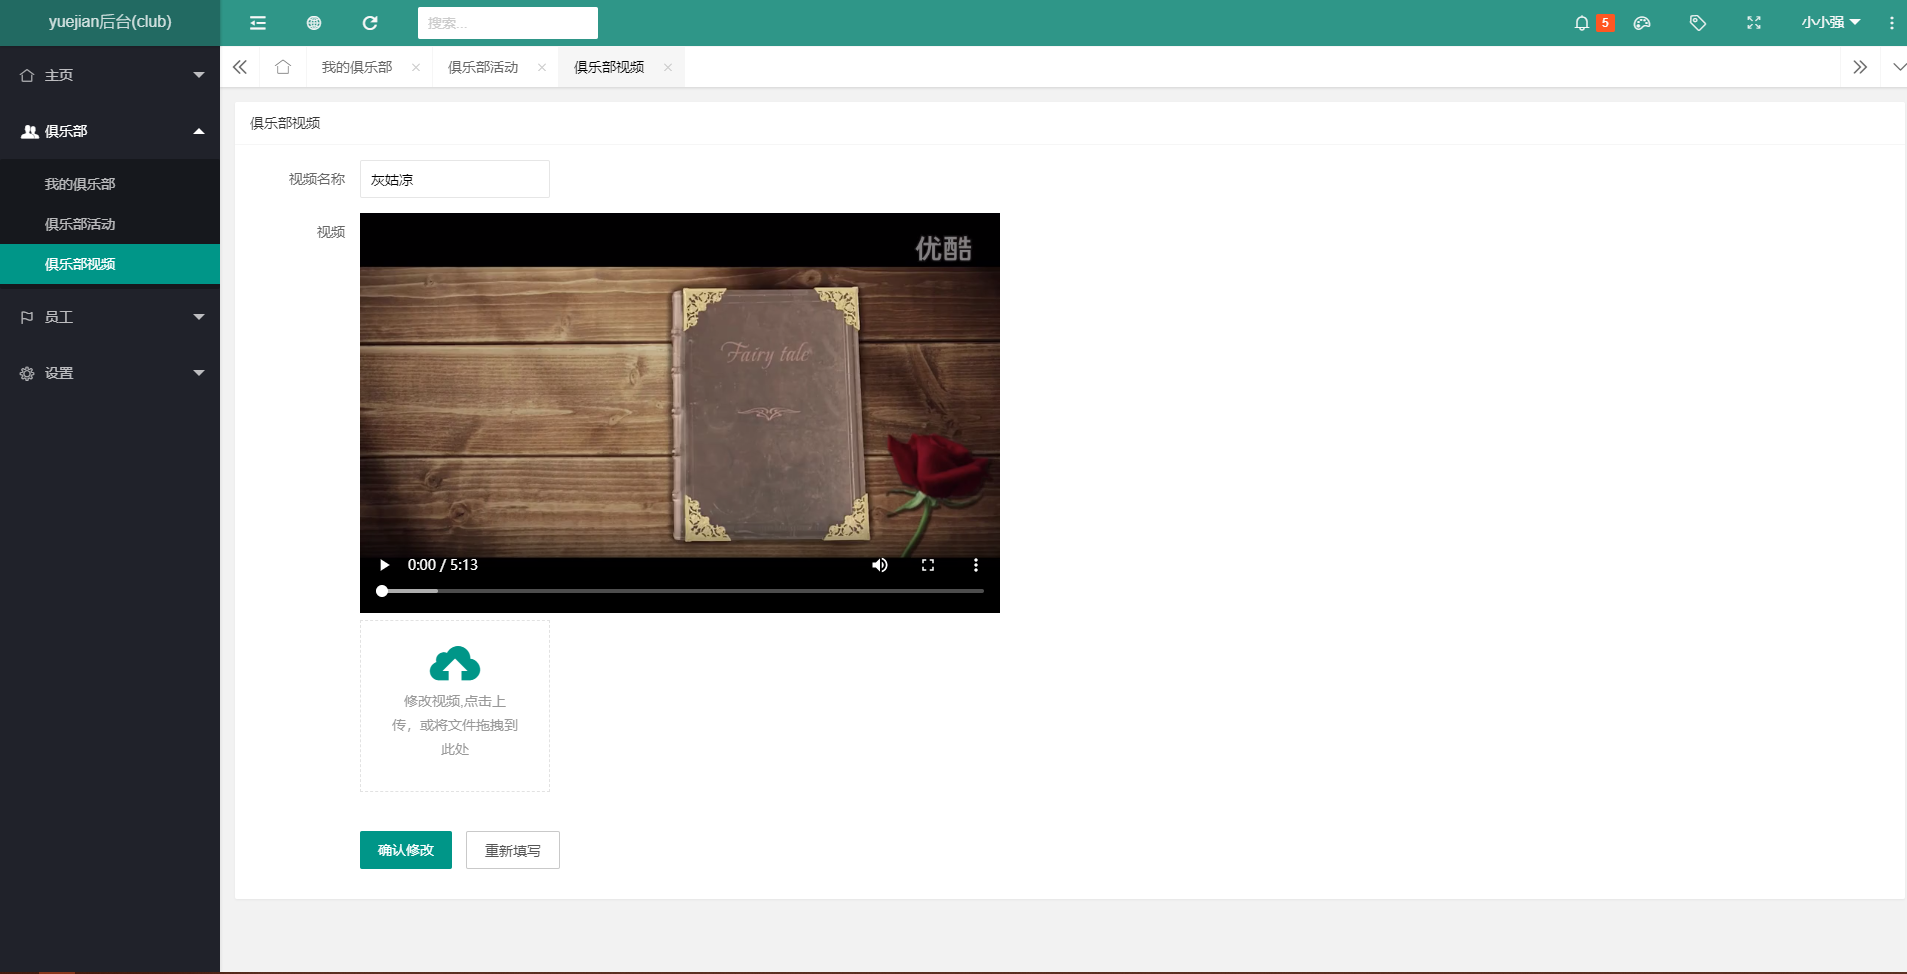 yuejian后台(club)
搜索...
5
小小强
主页
俱乐部
我的俱乐部
俱乐部活动
俱乐部视频
员工
设置
我的俱乐部
俱乐部活动
俱乐部视频
俱乐部视频
视频名称
灰姑凉
视频
优酷
Fairy tale
0:00 / 5:13
修改视频,点击上
传，或将文件拖拽到
此处
确认修改
重新填写